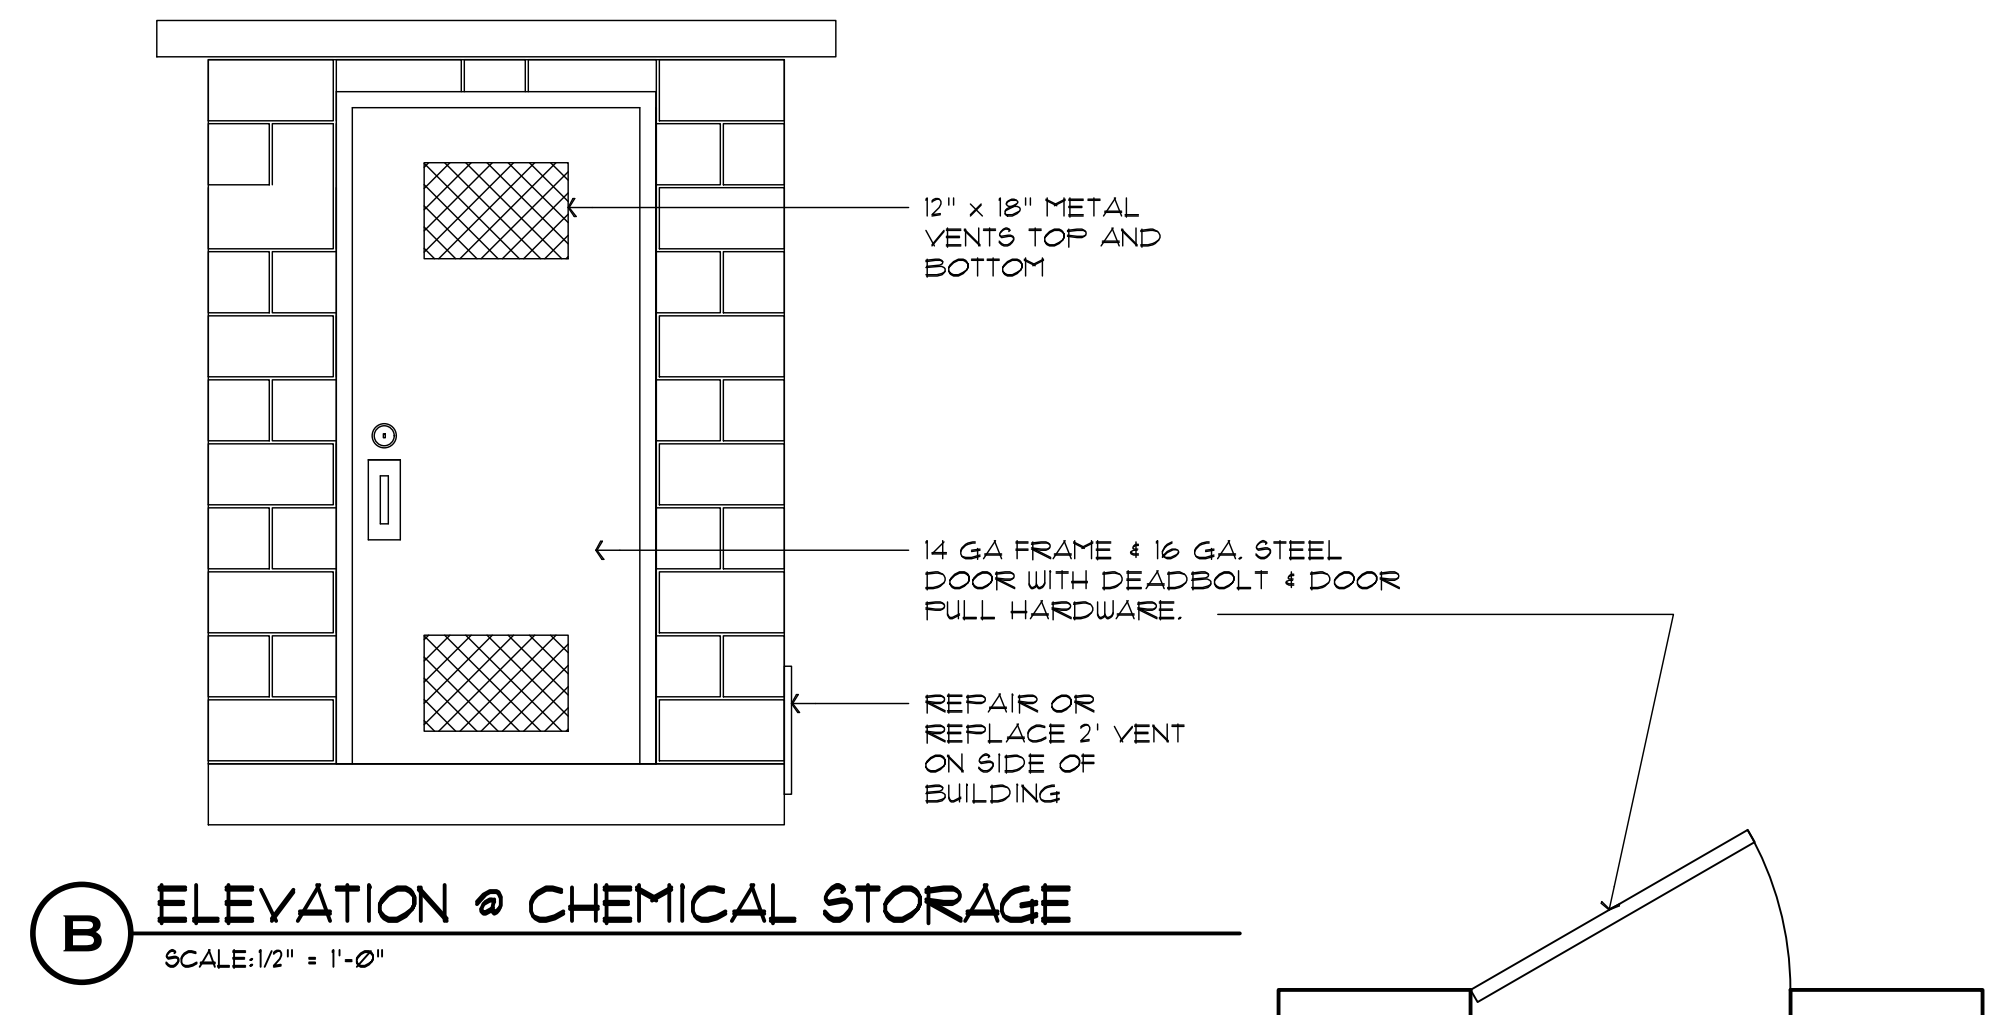 12" x 18" METAL
VENTS TOP AND
BOTTOM
14 GA FRAME & 16 GA. STEEL
DOOR WITH DEADBOLT & DOOR
PULL HARDWARE.
REPAIR OR
REPLACE 2' VENT
ON SIDE OF
BUILDING
B
ELEVATION @ CHEMICAL STORAGE
SCALE:1/2" = 1'-0"